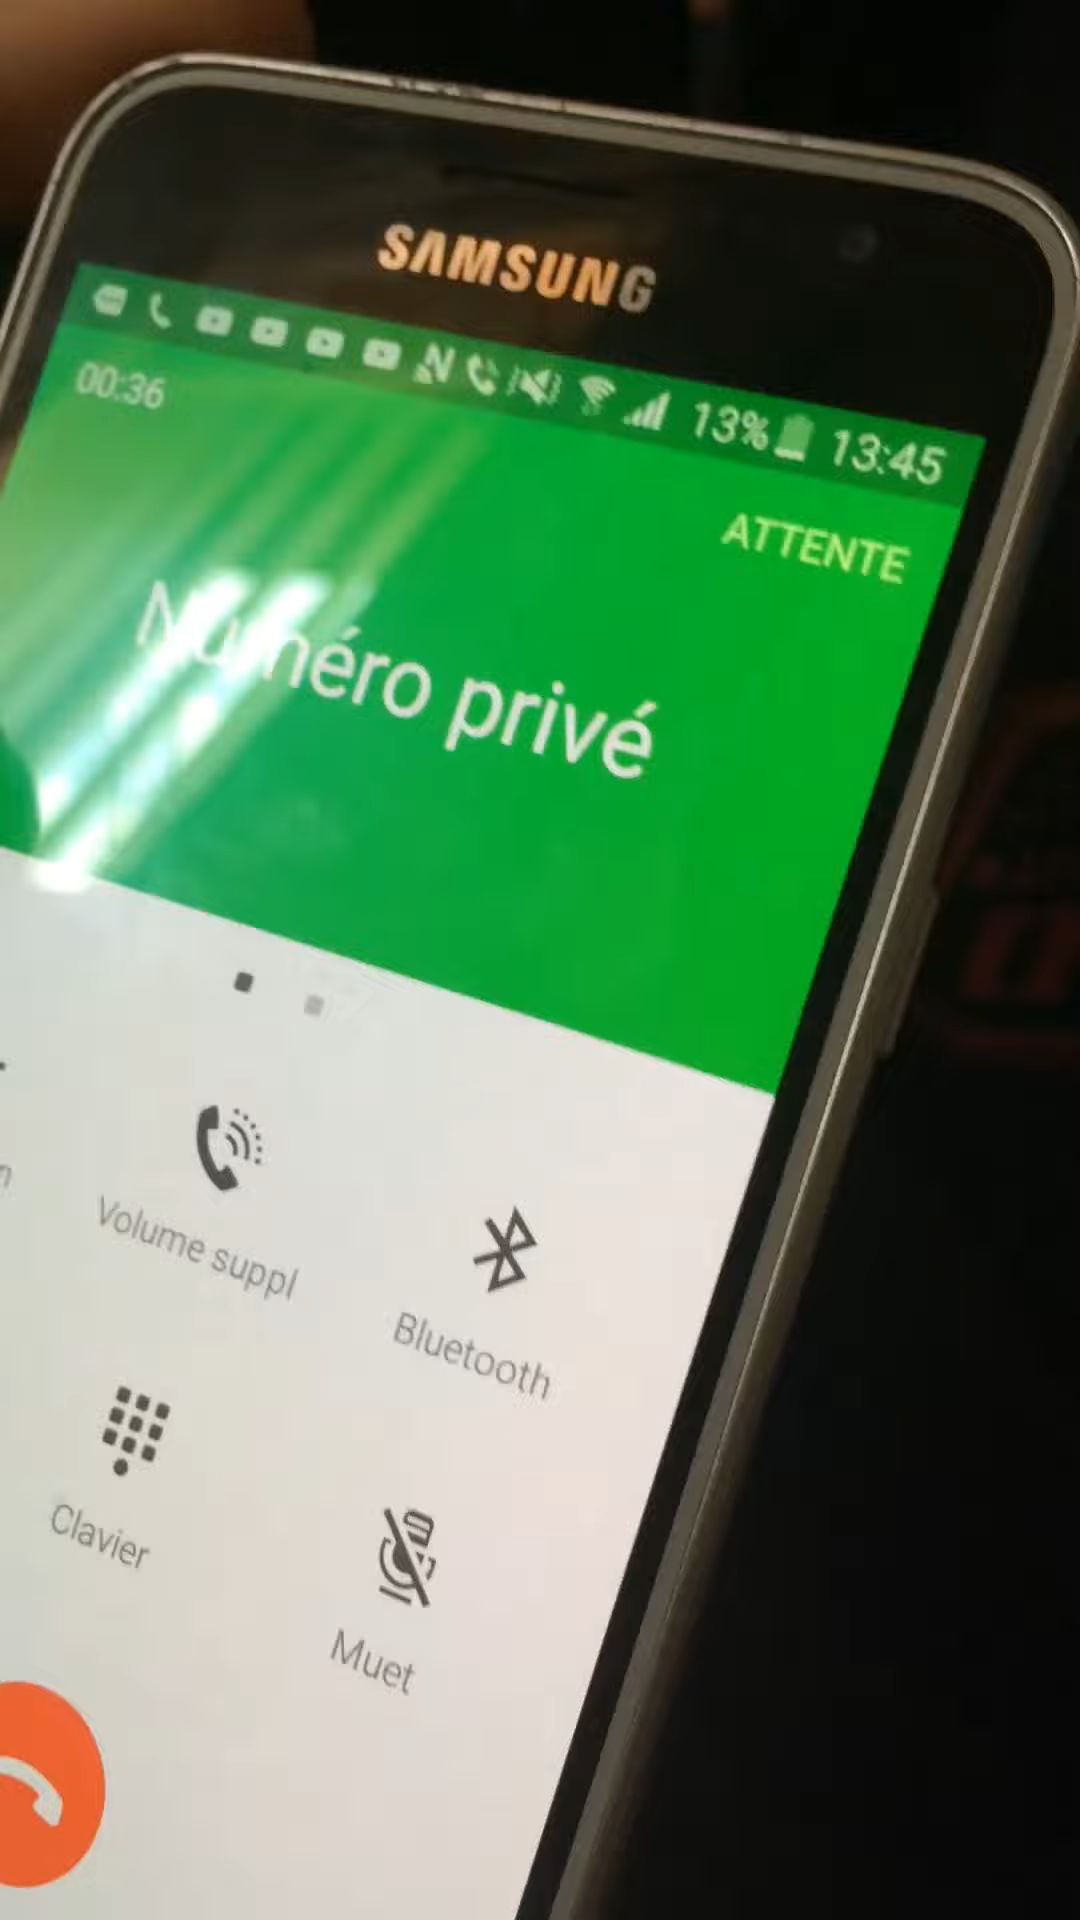 SAMSUNG
13% 13:45
00:36
ATTENTE
Numéro privé
Volume suppl
Bluetooth
Clavier
Muet